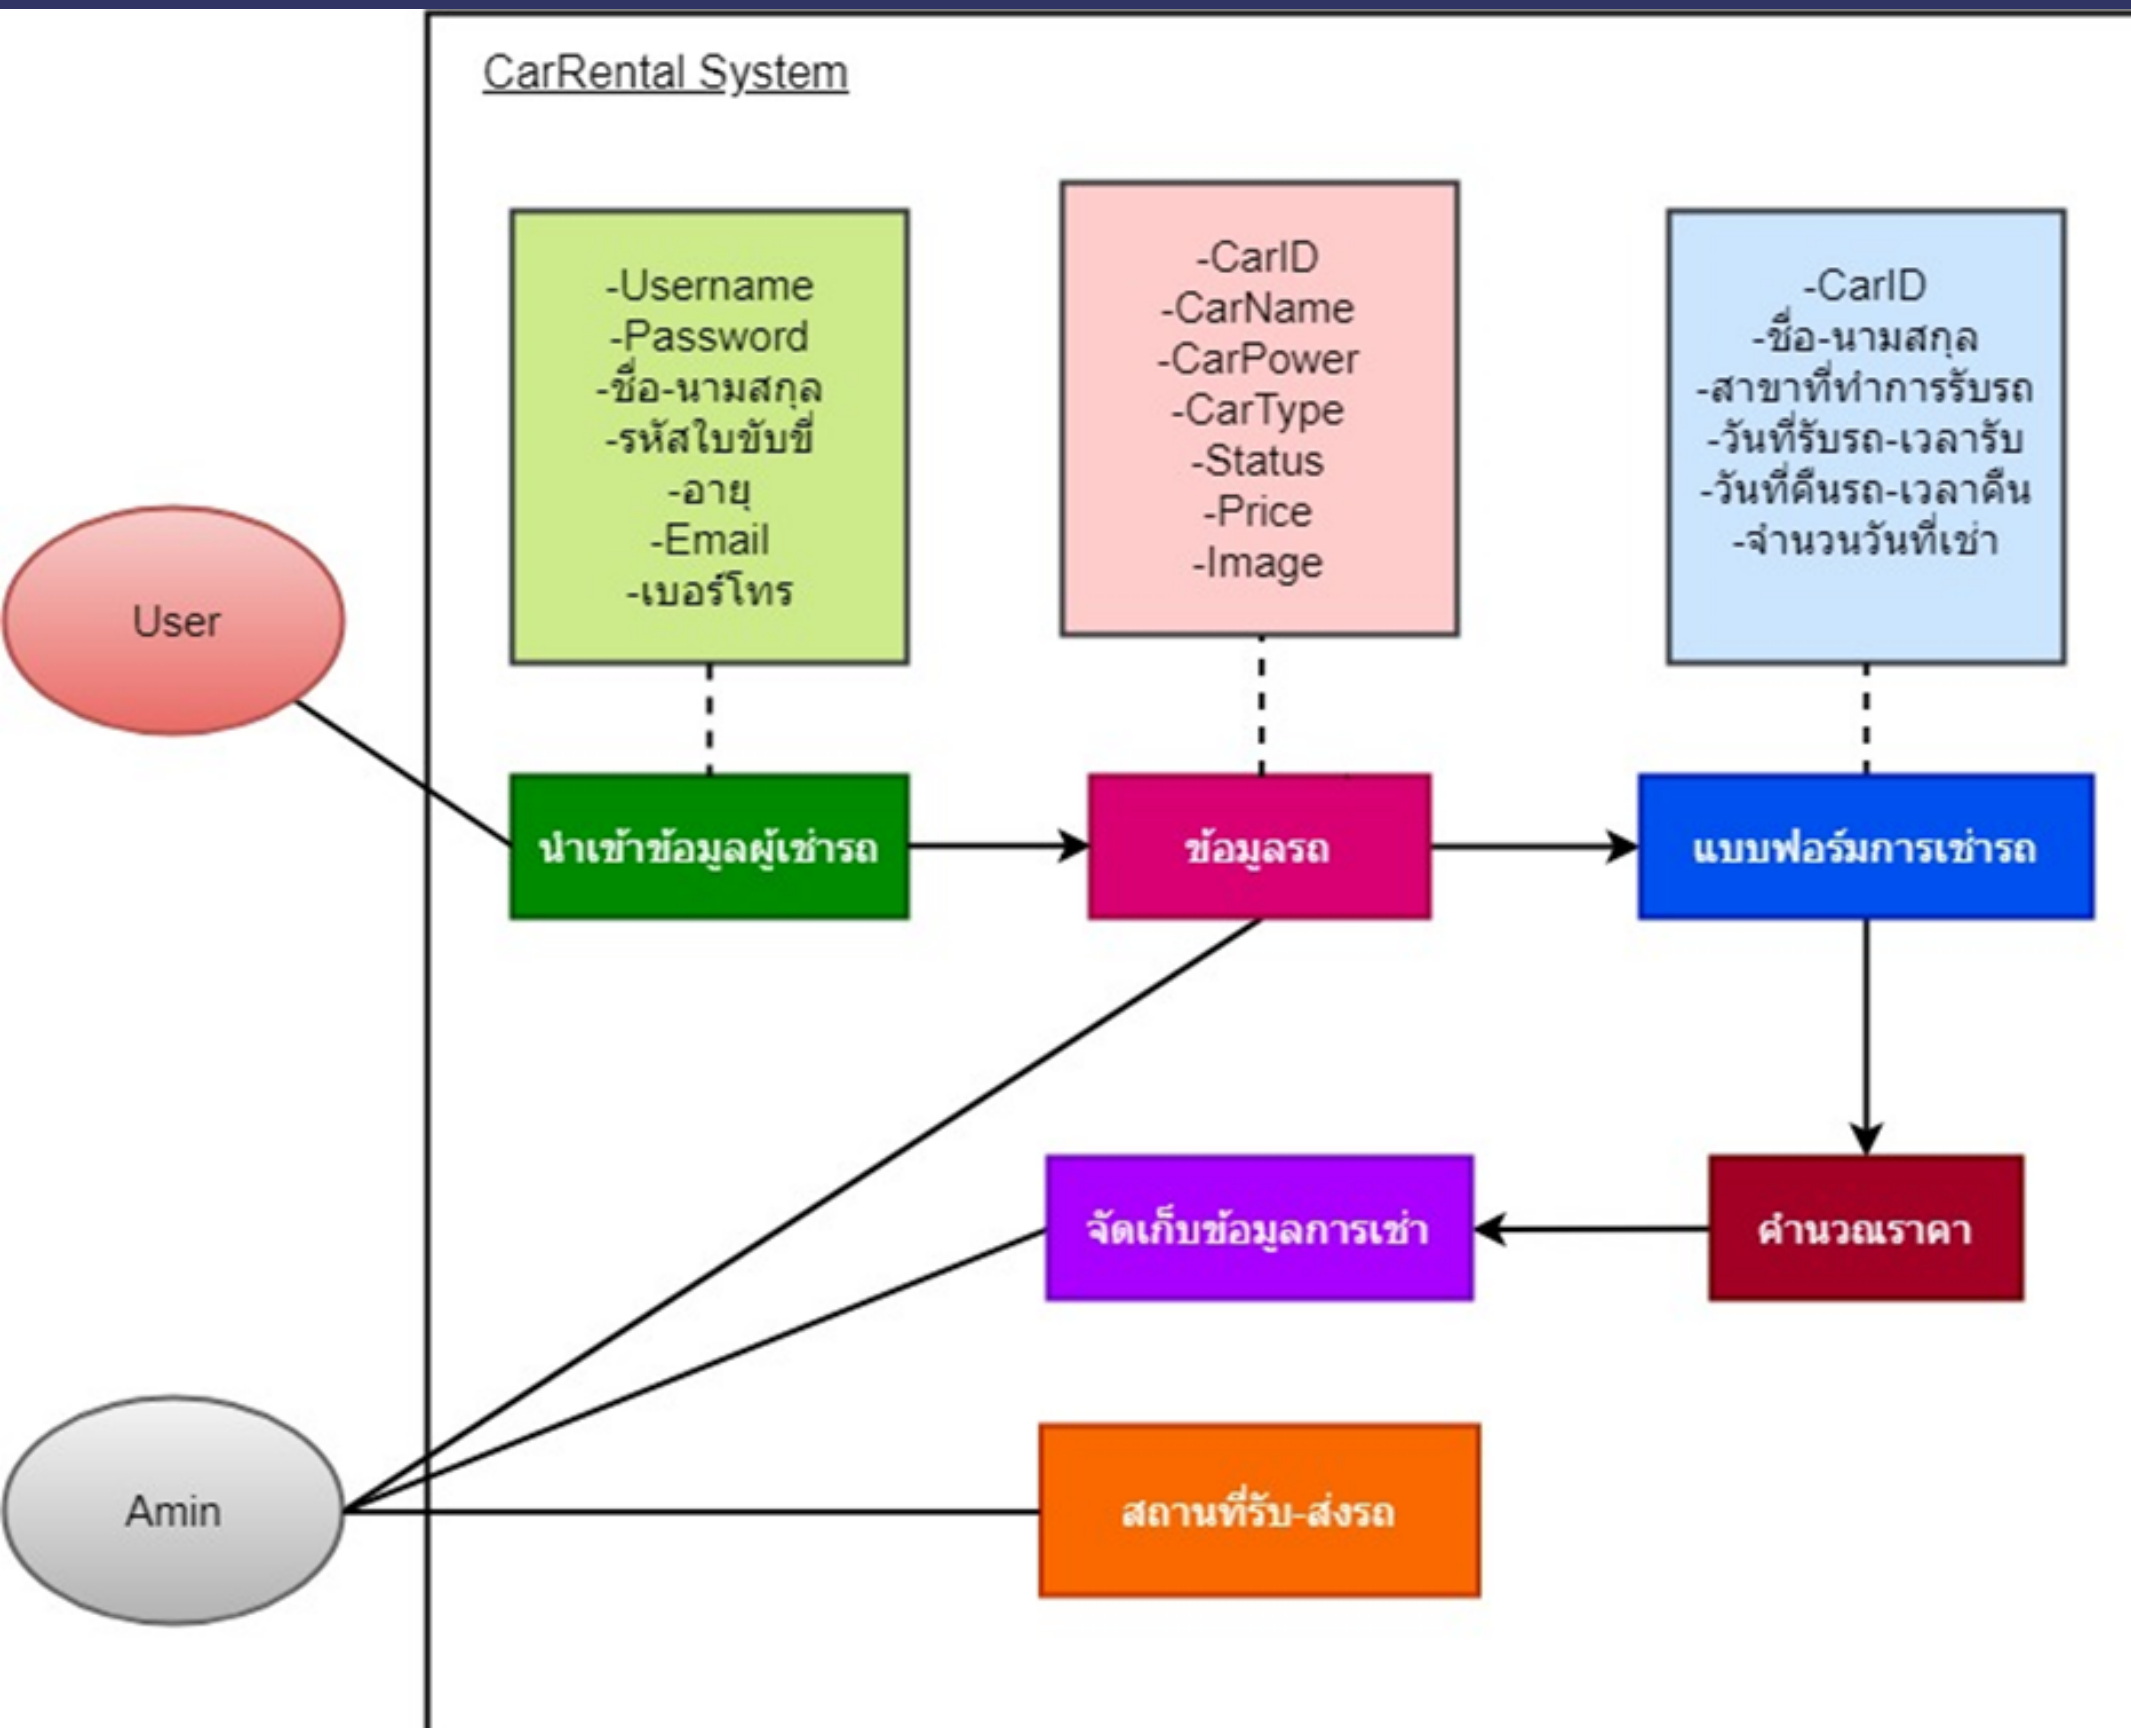 CarRental System
-Username
-Password
-ชื่อ-นามสกุล
-รหัสใบขับขี่
-อายุ
-Email
-เบอร์โทร
-CarID
-CarName
-CarPower
-CarType
-Status
-Price
-Image
-CarID
-ชื่อ-นามสกุล
-สาขาที่ทำการรับรถ
-วันที่รับรถ-เวลารับ
-วันที่คืนรถ-เวลาคืน
-จำนวนวันที่เช่า
User
นำเข้าข้อมูลผู้เช่ารถ
ข้อมูลรถ
แบบฟอร์มการเช่ารถ
จัดเก็บข้อมูลการเช่า
คำนวณราคา
Amin
สถานที่รับ-ส่งรถ